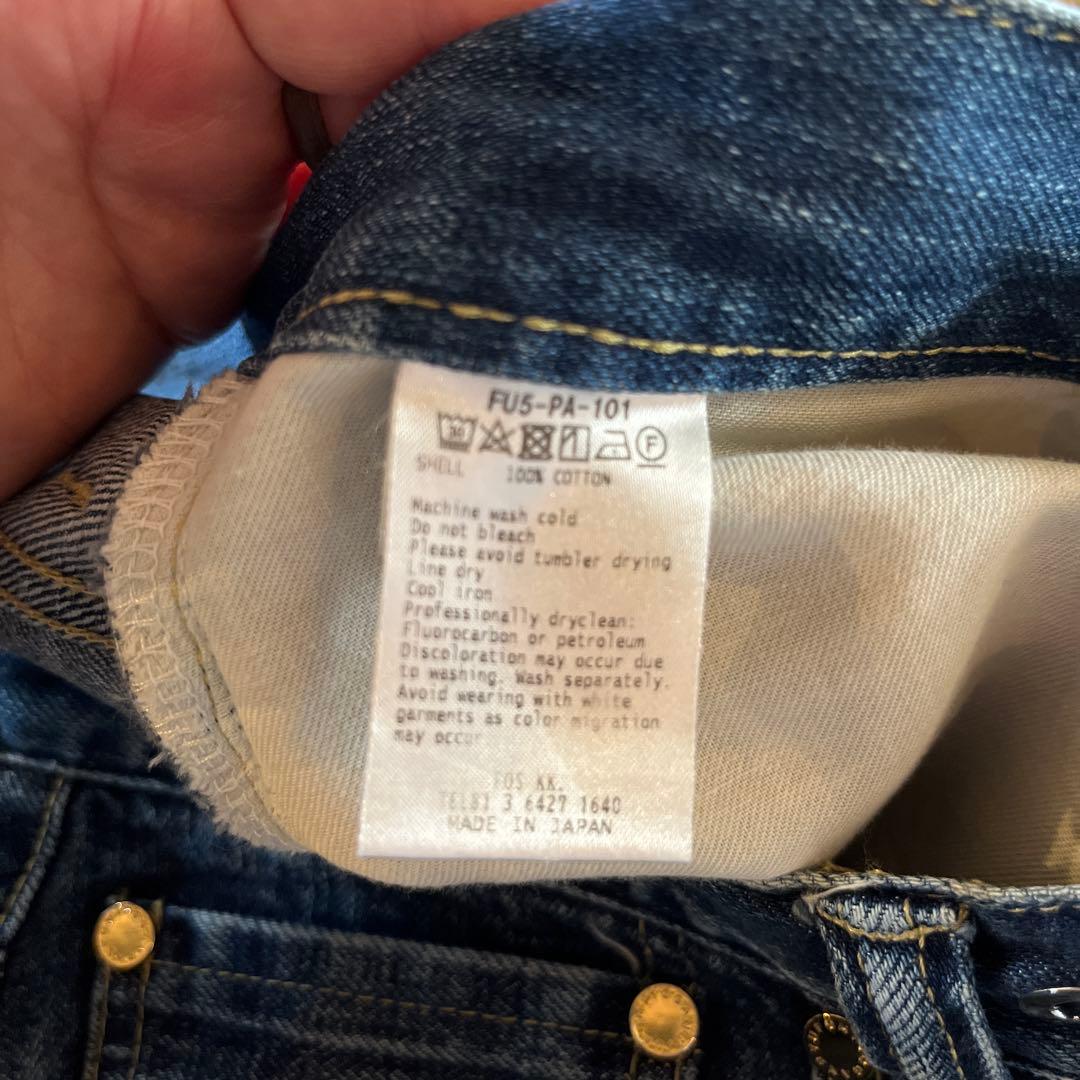 FU5-PA-101
30 F
SHELL 100% COTTON
Machine wash cold
Do not bleach
Please avoid tumbler drying
Line dry
Cool iron
Professionally dryclean:
Fluorocarbon or petroleum
Discoloration may occur due
to washing. Wash separately.
Avoid wearing with white
garments as color migration
may occur
FOS KK.
TEL81 3 6427 1640
MADE IN JAPAN